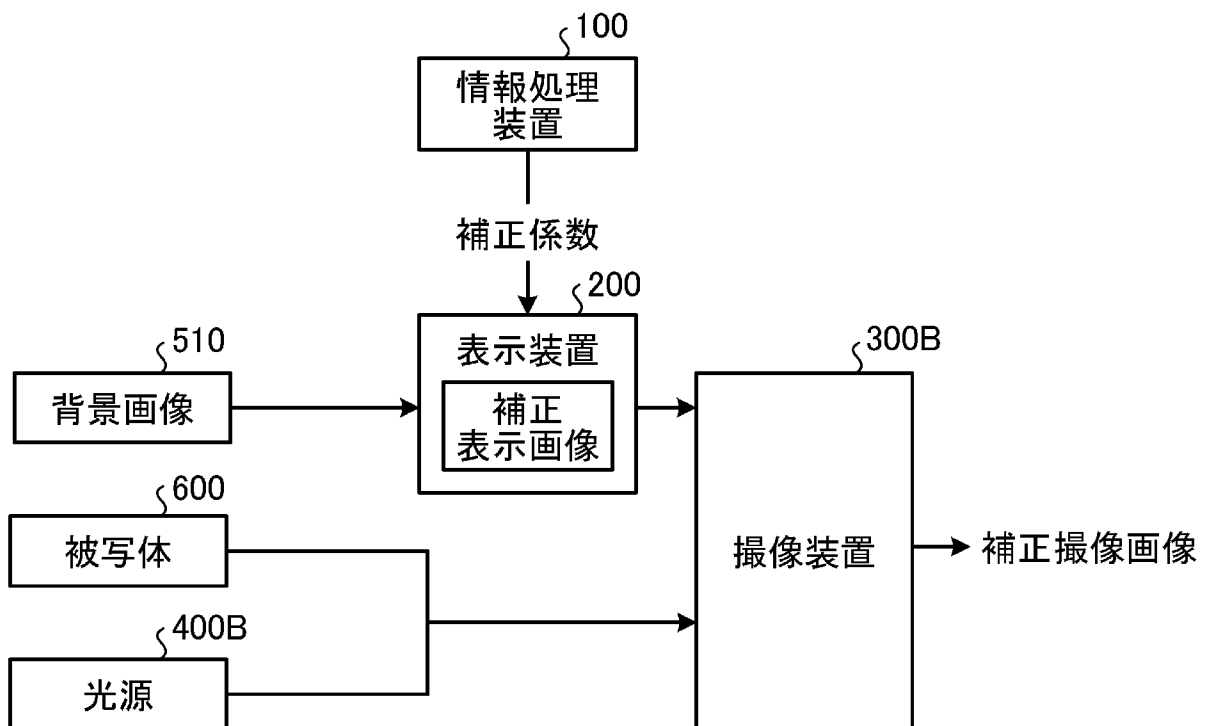 100
情報処理
装置
補正係数
200
表示装置
補正
表示画像
510
背景画像
300B
撮像装置
補正撮像画像
600
被写体
400B
光源